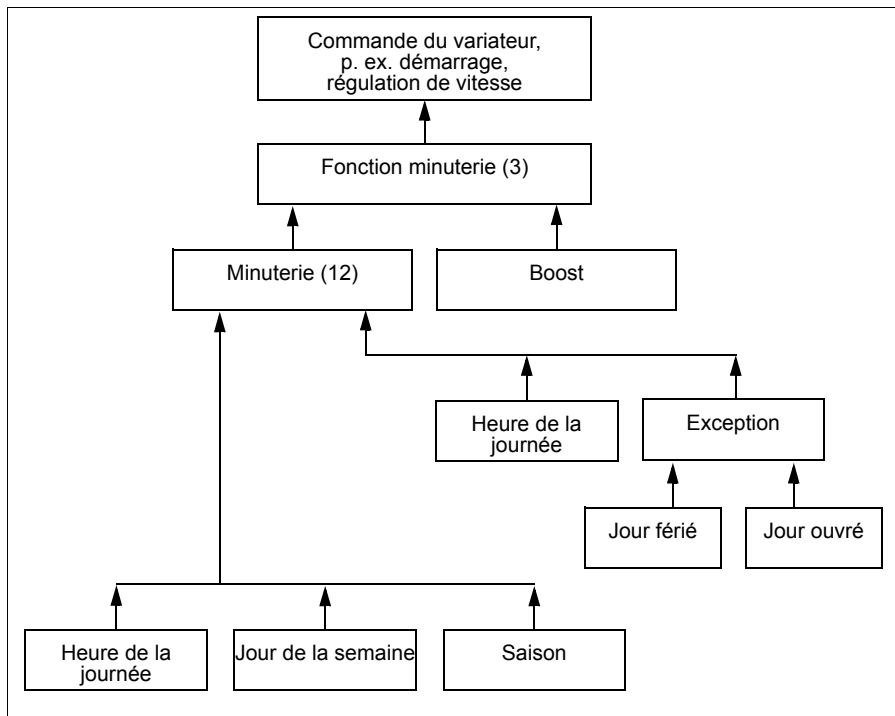 Commande du variateur,
p. ex. démarrage,
régulation de vitesse
Fonction minuterie (3)
Minuterie (12)
Boost
Heure de la
journée
Exception
Jour férié
Jour ouvré
Heure de la
journée
Jour de la semaine
Saison